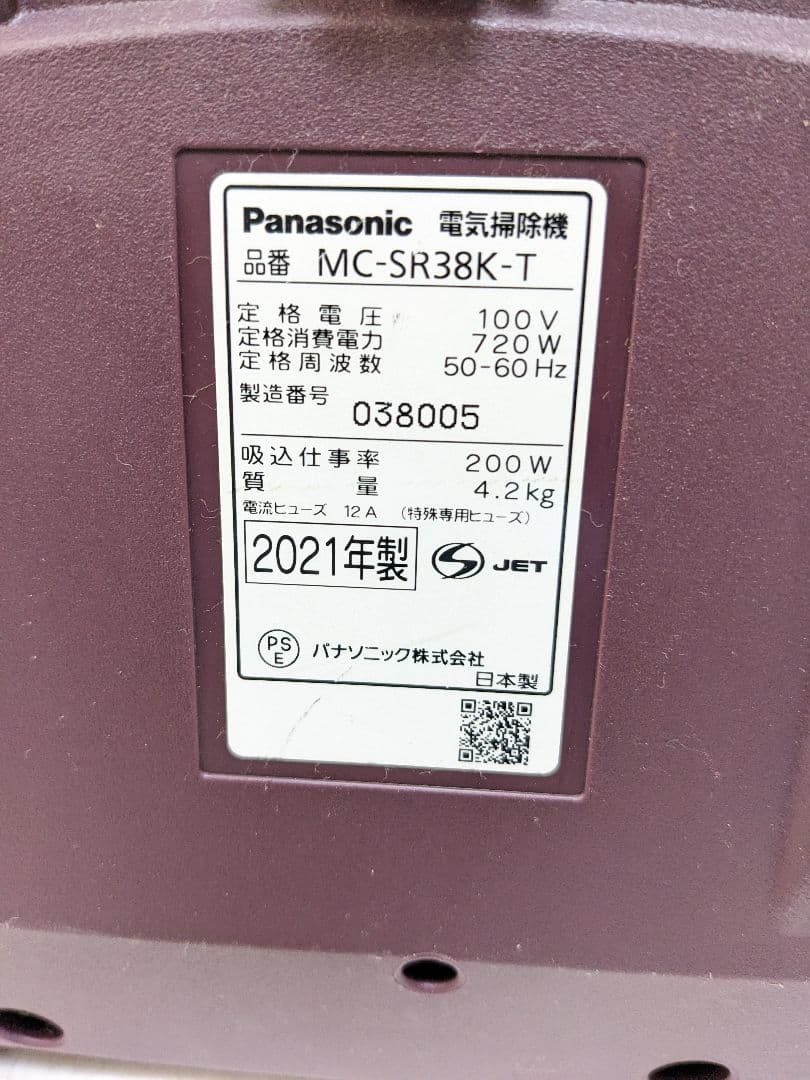 Panasonic 電気掃除機
品番 MC-SR38K-T
定格電圧 100V
定格消費電力 720W
定格周波数 50-60Hz
製造番号 038005
吸込仕事率 200W
質量 4.2kg
電流ヒューズ 12A （特殊専用ヒューズ）
2021年製 S JET
PSE パナソニック株式会社
日本製